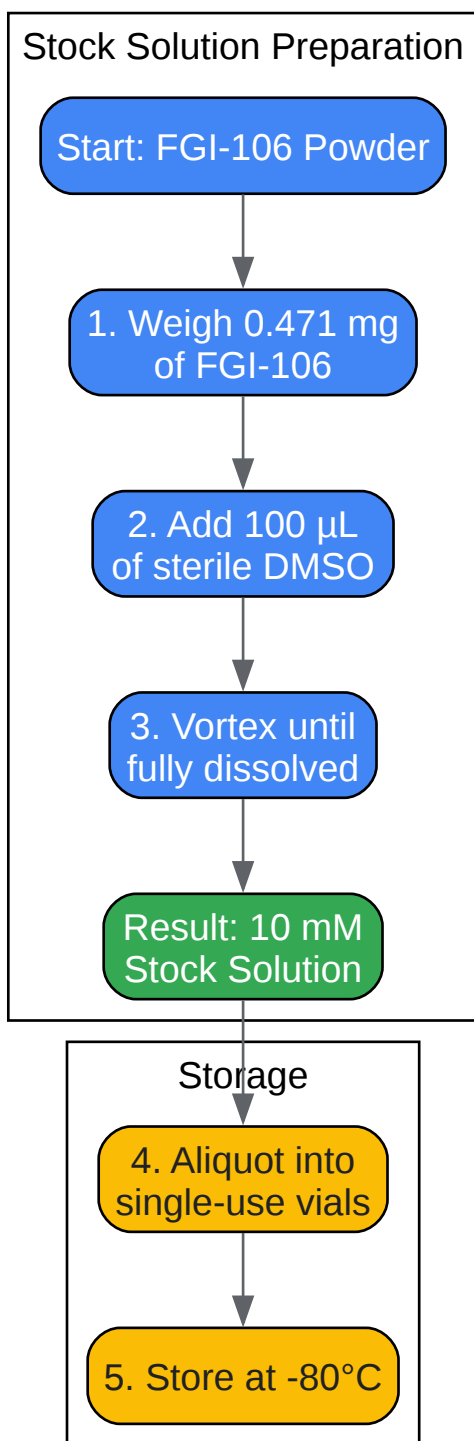 Stock Solution Preparation
Start: FGI-106 Powder
1. Weigh 0.471 mg
of FGI-106
2. Add 100 µL
of sterile DMSO
3. Vortex until
fully dissolved
Result: 10 mM
Stock Solution
Storage
4. Aliquot into
single-use vials
5. Store at -80°C